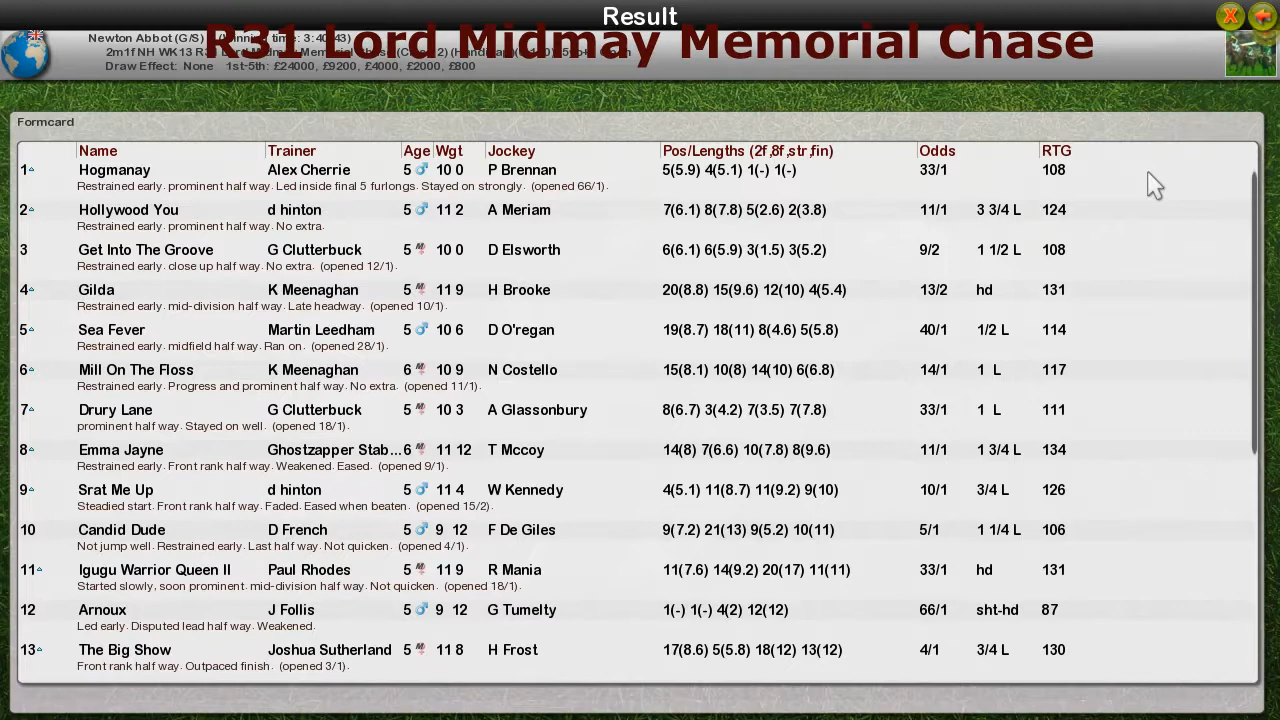 Result
R31 Lord Midmay Memorial Chase
Newton Abbot (G/S) (Winning time: 3:40.43)
2m1f NH WK13 R31 Lord Midmay Memorial Chase (Class 2) (Handicap)
Draw Effect: None 1st-5th: £24000, £9200, £4000, £2000, £800
Formcard
Name Trainer Age Wgt Jockey Pos/Lengths (2f,8f,str,fin) Odds RTG
1 Hogmanay Alex Cherrie 5 10 0 P Brennan 5(5.9) 4(5.1) 1(-) 1(-) 33/1 108
Restrained early. prominent half way. Led inside final 5 furlongs. Stayed on strongly. (opened 66/1).
2 Hollywood You d hinton 5 11 2 A Meriam 7(6.1) 8(7.8) 5(2.6) 2(3.8) 11/1 3 3/4 L 124
Restrained early. prominent half way. No extra.
3 Get Into The Groove G Clutterbuck 5 10 0 D Elsworth 6(6.1) 6(5.9) 3(1.5) 3(5.2) 9/2 1 1/2 L 108
Restrained early. close up half way. No extra. (opened 12/1).
4 Gilda K Meenaghan 5 11 9 H Brooke 20(8.8) 15(9.6) 12(10) 4(5.4) 13/2 hd 131
Restrained early. mid-division half way. Late headway. (opened 10/1).
5 Sea Fever Martin Leedham 5 10 6 D O'regan 19(8.7) 18(11) 8(4.6) 5(5.8) 40/1 1/2 L 114
Restrained early. midfield half way. Ran on. (opened 28/1).
6 Mill On The Floss K Meenaghan 6 10 9 N Costello 15(8.1) 10(8) 14(10) 6(6.8) 14/1 1 L 117
Restrained early. Progress and prominent half way. No extra. (opened 11/1).
7 Drury Lane G Clutterbuck 5 10 3 A Glassonbury 8(6.7) 3(4.2) 7(3.5) 7(7.8) 33/1 1 L 111
prominent half way. Stayed on well. (opened 18/1).
8 Emma Jayne Ghostzapper Stab... 6 11 12 T Mccoy 14(8) 7(6.6) 10(7.8) 8(9.6) 11/1 1 3/4 L 134
Restrained early. Front rank half way. Weakened. Eased. (opened 9/1).
9 Srat Me Up d hinton 5 11 4 W Kennedy 4(5.1) 11(8.7) 11(9.2) 9(10) 10/1 3/4 L 126
Steadied start. Front rank half way. Faded. Eased when beaten. (opened 15/2).
10 Candid Dude D French 5 9 12 F De Giles 9(7.2) 21(13) 9(5.2) 10(11) 5/1 1 1/4 L 106
Not jump well. Restrained early. Last half way. Not quicken. (opened 4/1).
11 Igugu Warrior Queen II Paul Rhodes 5 11 9 R Mania 11(7.6) 14(9.2) 20(17) 11(11) 33/1 hd 131
Started slowly, soon prominent. mid-division half way. Not quicken. (opened 18/1).
12 Arnoux J Follis 5 9 12 G Tumelty 1(-) 1(-) 4(2) 12(12) 66/1 sht-hd 87
Led early. Disputed lead half way. Weakened.
13 The Big Show Joshua Sutherland 5 11 8 H Frost 17(8.6) 5(5.8) 18(12) 13(12) 4/1 3/4 L 130
Front rank half way. Outpaced finish. (opened 3/1).